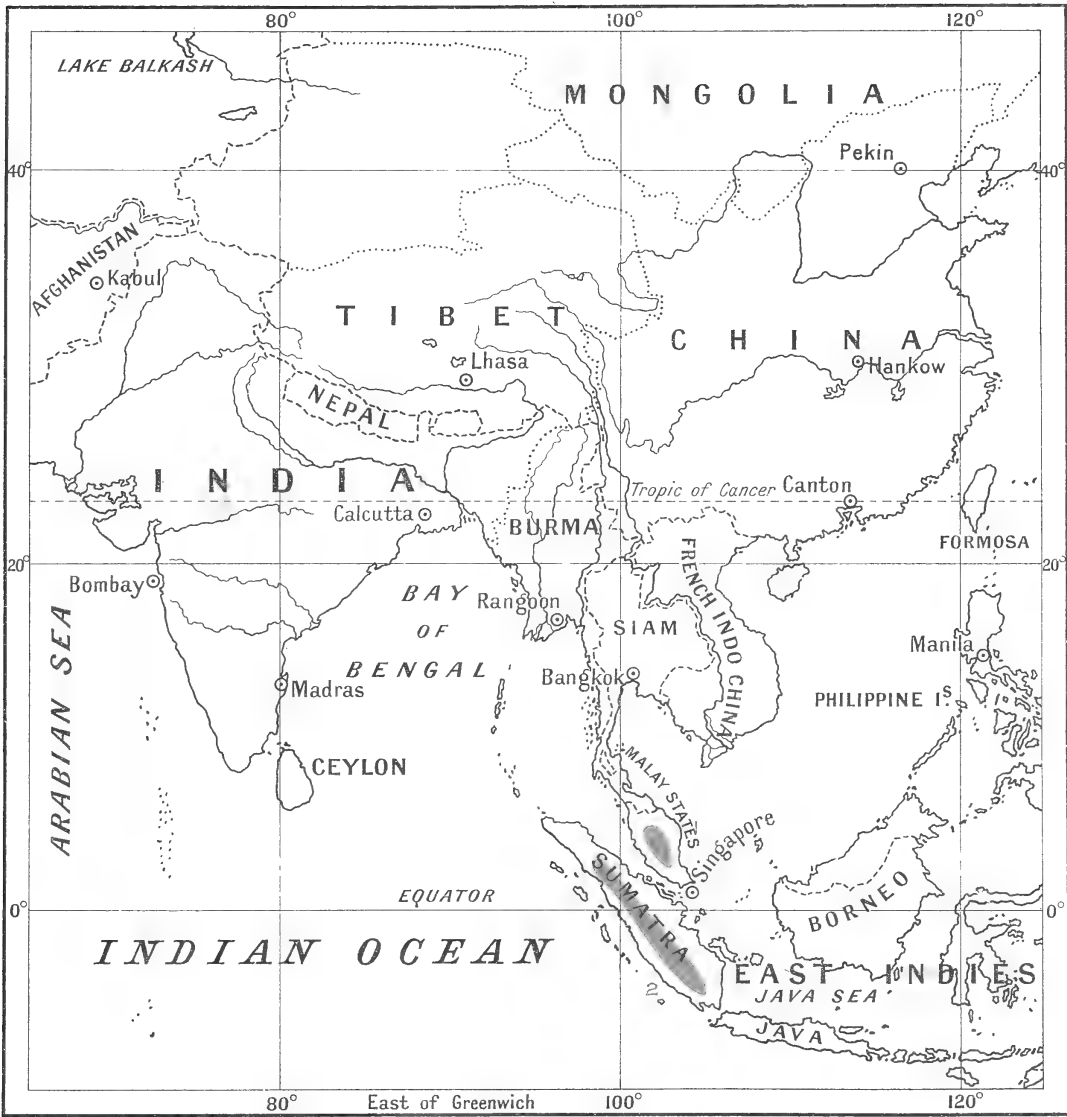 80°
100°
120°
LAKE BALKASH
MONGOLIA
Pekin
40°
40°
AFGHANISTAN
Kabul
TIBET
CHINA
Lhasa
Hankow
NEPAL
INDIA
Tropic of Cancer
Canton
Calcutta
BURMA
FORMOSA
20°
20°
Bombay
BAY
OF
BENGAL
Rangoon
FRENCH INDO CHINA
SIAM
Manila
ARABIAN SEA
Madras
Bangkok
PHILIPPINE Is.
CEYLON
MALAY STATES
Singapore
SUMATRA
EQUATOR
BORNEO
0°
0°
INDIAN OCEAN
EAST INDIES
JAVA SEA
2
JAVA
80°
East of Greenwich
100°
120°